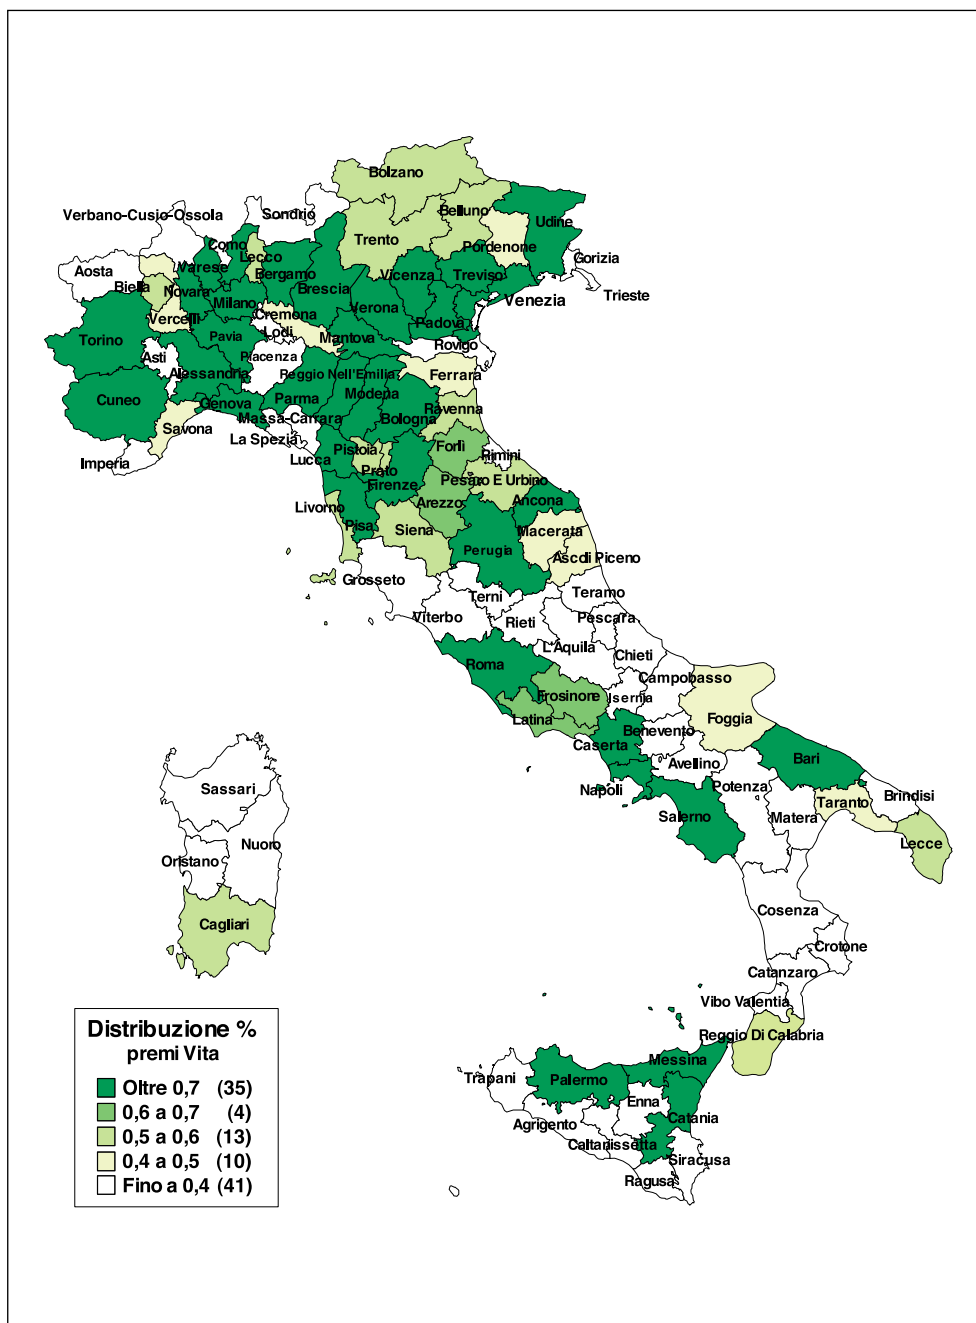 Bolzano
Verbano-Cusio-Ossola
Sondrio
Belluno
Udine
Como
Trento
Pordenone
Lecco
Gorizia
Aosta
Varese
Bergamo
Vicenza
Treviso
Biella
Novara
Brescia
Trieste
Milano
Venezia
Vercelli
Cremona
Verona
Padova
Lodi
Torino
Pavia
Mantova
Asti
Piacenza
Rovigo
Alessandria
Reggio Nell'Emilia
Ferrara
Cuneo
Genova
Parma
Modena
Ravenna
Savona
Massa-Carrara
Bologna
La Spezia
Forlì
Imperia
Lucca
Pistoia
Rimini
Prato
Firenze
Pesaro E Urbino
Livorno
Arezzo
Ancona
Pisa
Siena
Macerata
Perugia
Ascoli Piceno
Grosseto
Terni
Teramo
Viterbo
Rieti
Pescara
L'Aquila
Chieti
Roma
Campobasso
Frosinone
Isernia
Latina
Foggia
Benevento
Caserta
Bari
Avellino
Napoli
Potenza
Sassari
Brindisi
Taranto
Salerno
Matera
Nuoro
Lecce
Oristano
Cosenza
Cagliari
Crotone
Catanzaro
Vibo Valentia
Reggio Di Calabria
Messina
Trapani
Palermo
Enna
Catania
Agrigento
Caltanissetta
Siracusa
Ragusa
Distribuzione %
premi Vita
Oltre 0,7 (35)
0,6 a 0,7 (4)
0,5 a 0,6 (13)
0,4 a 0,5 (10)
Fino a 0,4 (41)